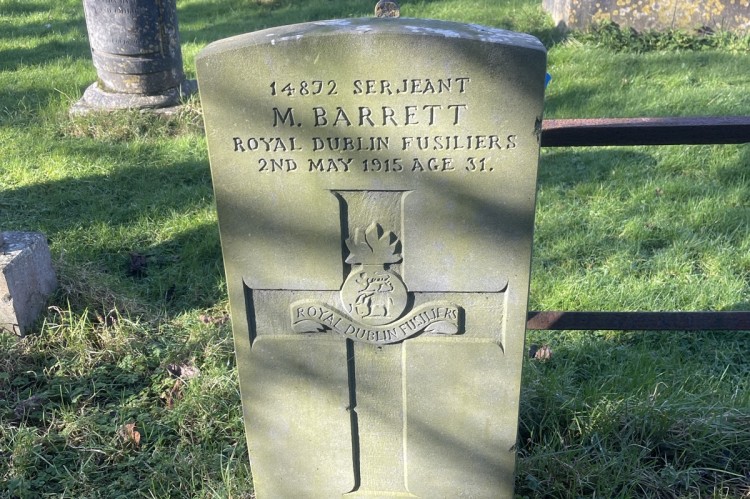 14872 SERJEANT
M. BARRETT
ROYAL DUBLIN FUSILIERS
2ND MAY 1915 AGE 31.
ROYAL DUBLIN FUSILIERS